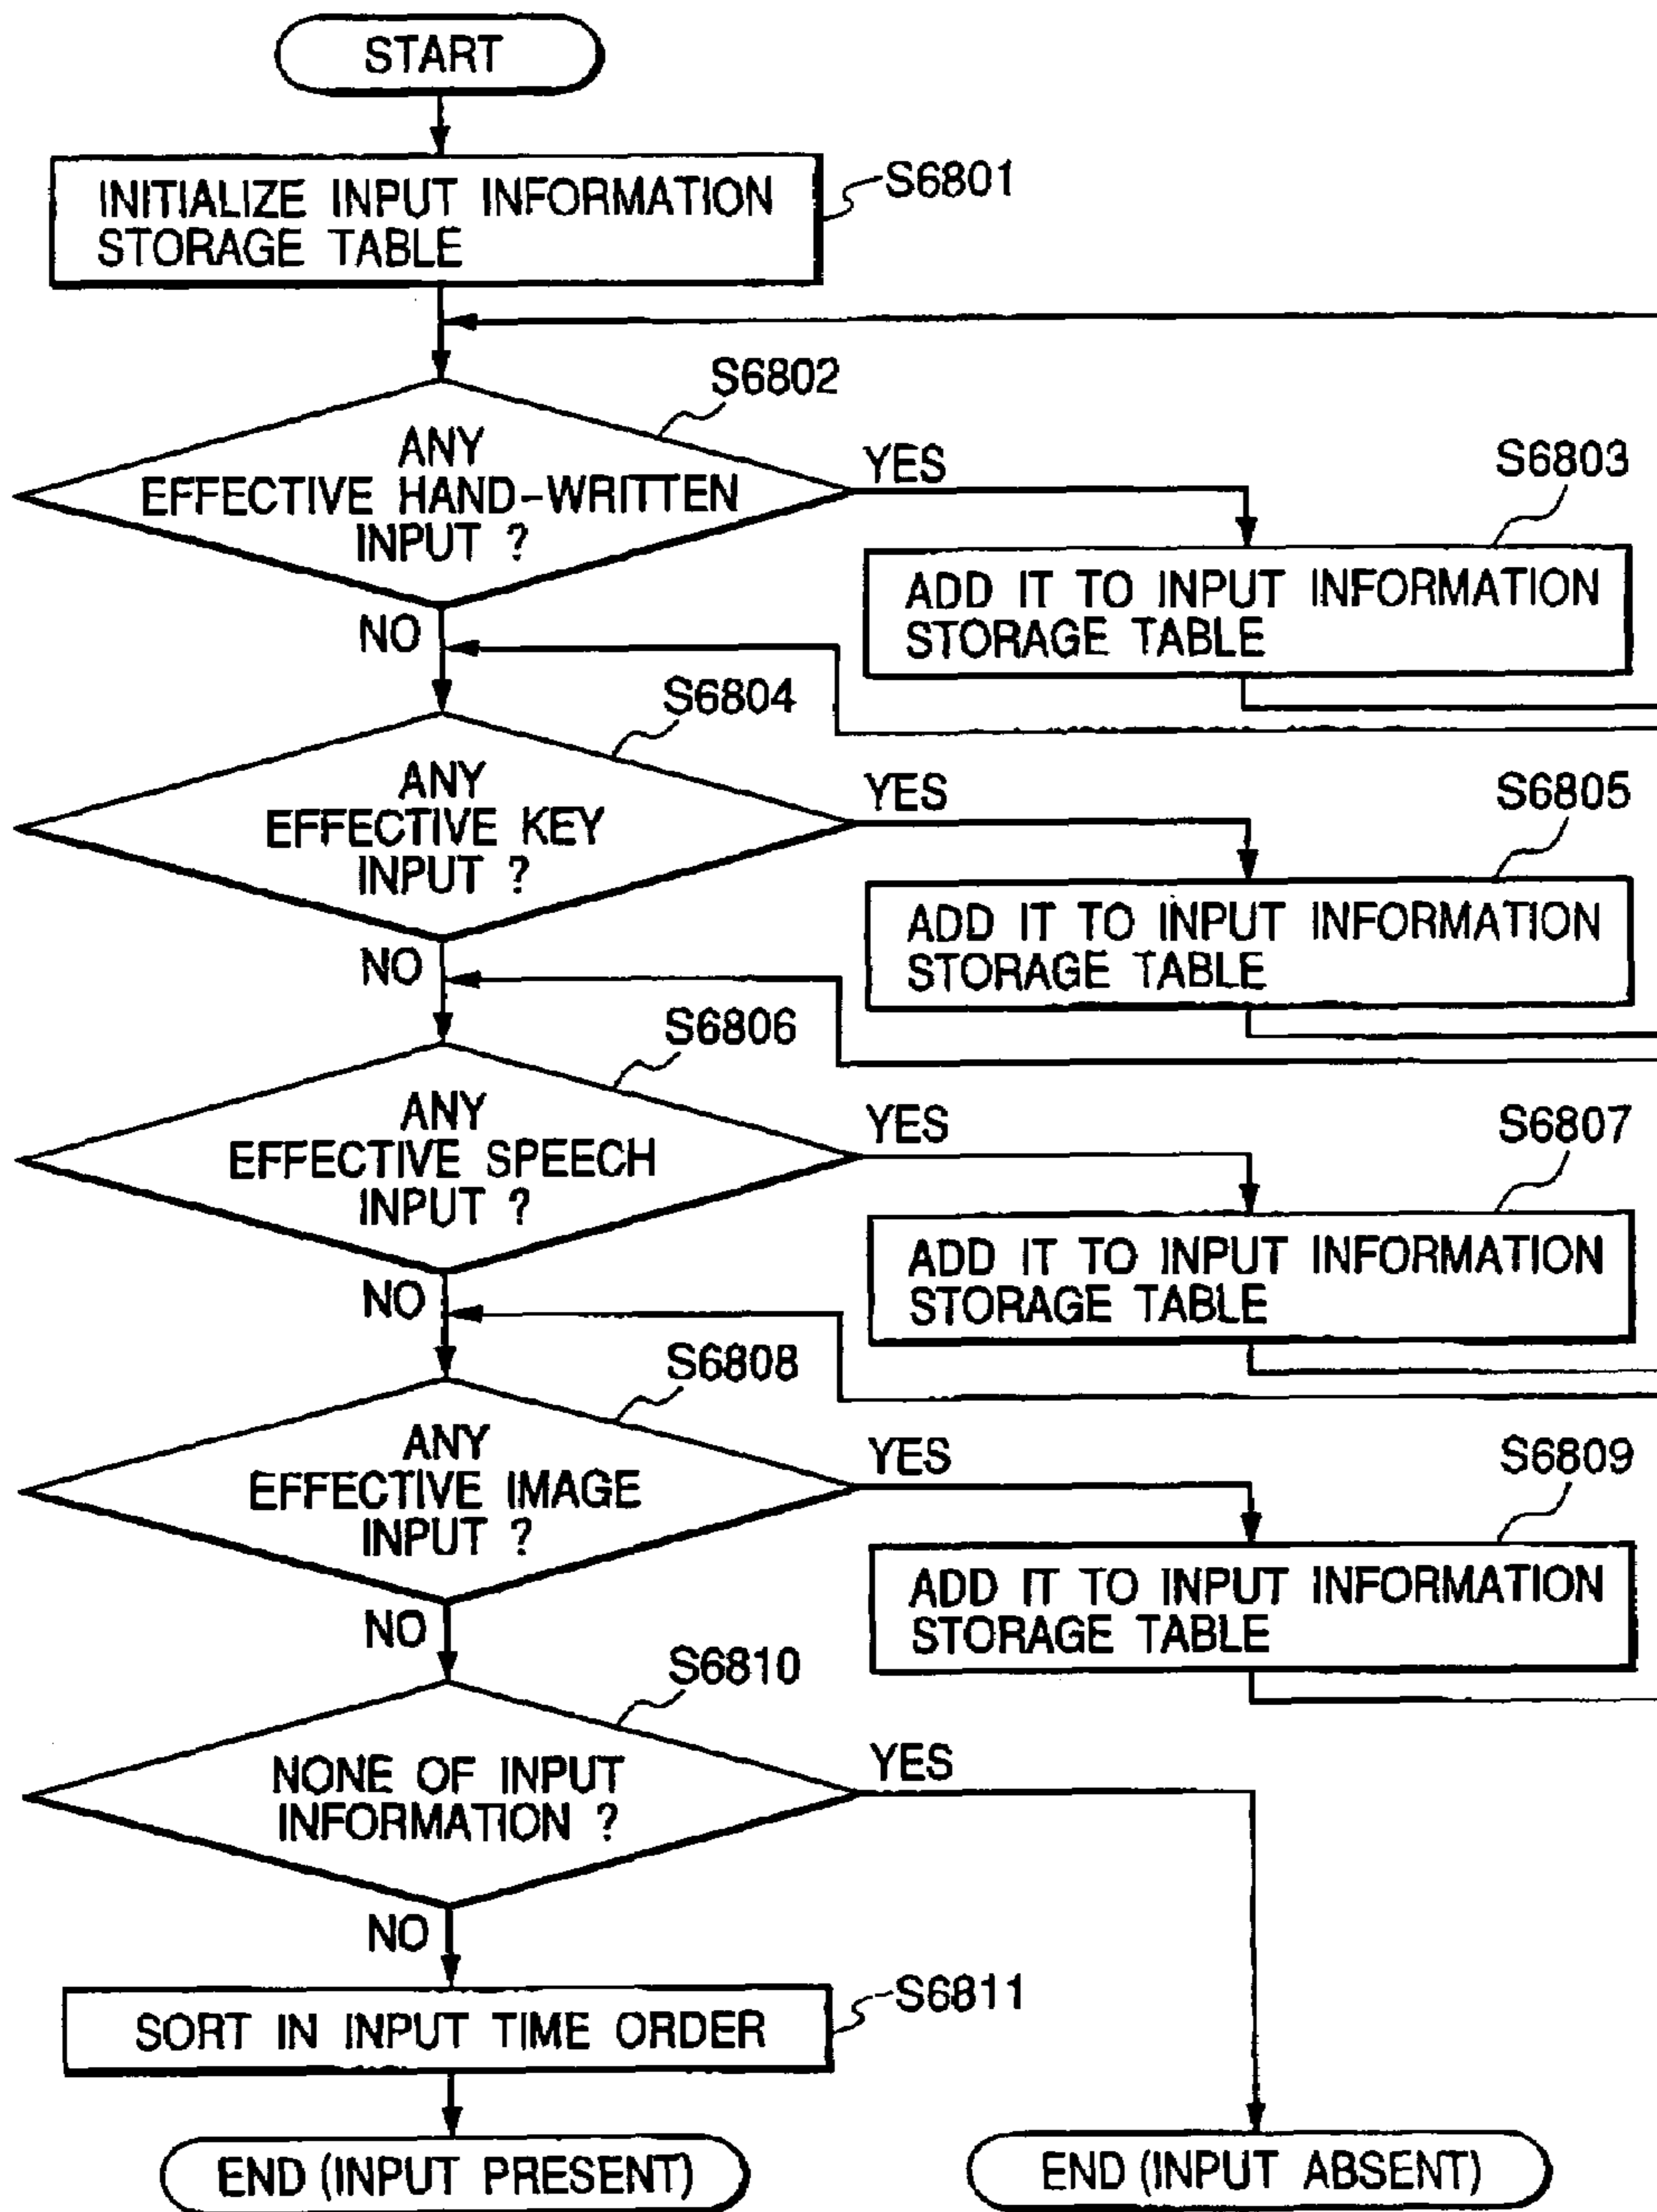 START
INITIALIZE INPUT INFORMATION
STORAGE TABLE
S6801
S6802
ANY
EFFECTIVE HAND-WRITTEN
INPUT ?
YES
NO
S6803
ADD IT TO INPUT INFORMATION
STORAGE TABLE
S6804
ANY
EFFECTIVE KEY
INPUT ?
YES
NO
S6805
ADD IT TO INPUT INFORMATION
STORAGE TABLE
S6806
ANY
EFFECTIVE SPEECH
INPUT ?
YES
NO
S6807
ADD IT TO INPUT INFORMATION
STORAGE TABLE
S6808
ANY
EFFECTIVE IMAGE
INPUT ?
YES
NO
S6809
ADD IT TO INPUT INFORMATION
STORAGE TABLE
S6810
NONE OF INPUT
INFORMATION ?
YES
NO
SORT IN INPUT TIME ORDER
S6811
END (INPUT PRESENT)
END (INPUT ABSENT)